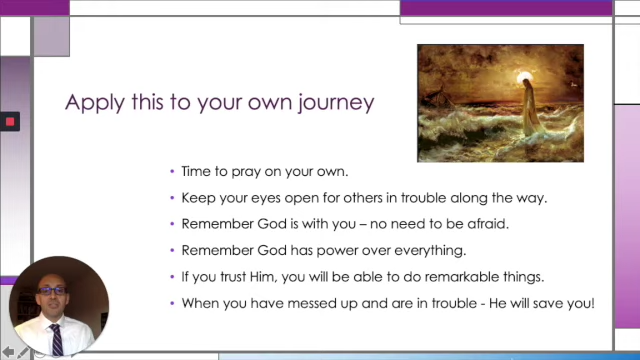 Apply this to your own journey
• Time to pray on your own.
• Keep your eyes open for others in trouble along the way.
• Remember God is with you – no need to be afraid.
• Remember God has power over everything.
• If you trust Him, you will be able to do remarkable things.
• When you have messed up and are in trouble - He will save you!